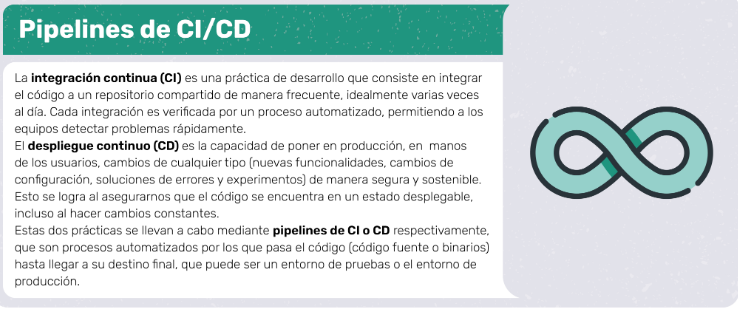 Pipelines de CI/CD
La integración continua (CI) es una práctica de desarrollo que consiste en integrar
el código a un repositorio compartido de manera frecuente, idealmente varias veces
al día. Cada integración es verificada por un proceso automatizado, permitiendo a los
equipos detectar problemas rápidamente.
El despliegue continuo (CD) es la capacidad de poner en producción, en manos
de los usuarios, cambios de cualquier tipo (nuevas funcionalidades, cambios de
configuración, soluciones de errores y experimentos) de manera segura y sostenible.
Esto se logra al asegurarnos que el código se encuentra en un estado desplegable,
incluso al hacer cambios constantes.
Estas dos prácticas se llevan a cabo mediante pipelines de CI o CD respectivamente,
que son procesos automatizados por los que pasa el código (código fuente o binarios)
hasta llegar a su destino final, que puede ser un entorno de pruebas o el entorno de
producción.